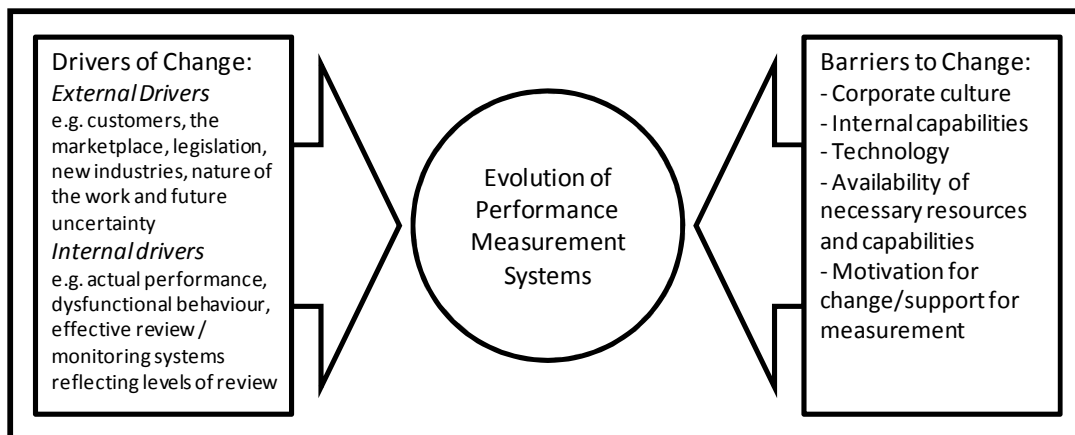 Drivers of Change:
External Drivers
e.g. customers, the
marketplace, legislation,
new industries, nature of
the work and future
uncertainty
Internal drivers
e.g. actual performance,
dysfunctional behaviour,
effective review /
monitoring systems
reflecting levels of review
Evolution of
Performance
Measurement
Systems
Barriers to Change:
- Corporate culture
- Internal capabilities
- Technology
- Availability of
necessary resources
and capabilities
- Motivation for
change/support for
measurement